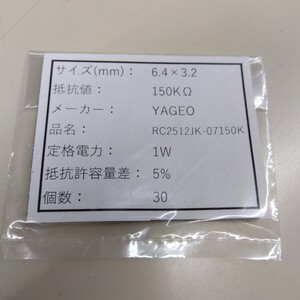 サイズ(mm): 6.4×3.2
抵抗値: 150KΩ
メーカー: YAGEO
品名: RC2512JK-07150K
定格電力: 1W
抵抗許容量差: 5%
個数: 30